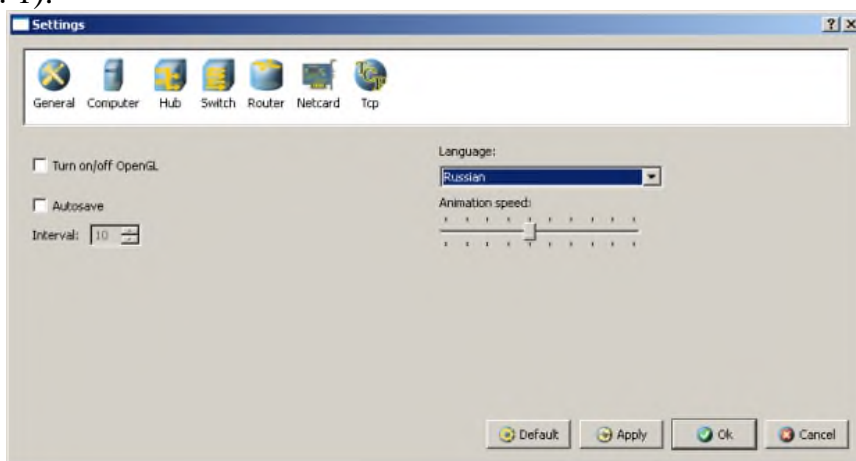 . 1).
Settings
General Computer Hub Switch Router Netcard Tcp
Turn on/off OpenGL
Language:
Russian
Autosave
Animation speed:
Interval: 10
Default Apply Ok Cancel